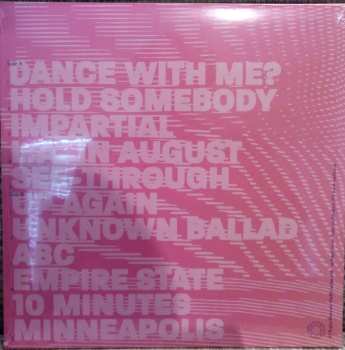 DANCE WITH ME?
HOLD SOMEBODY
IMPARTIAL
IN AUGUST
SEE THROUGH
UP AGAIN
UNKNOWN BALLAD
ABC
EMPIRE STATE
10 MINUTES
MINNEAPOLIS